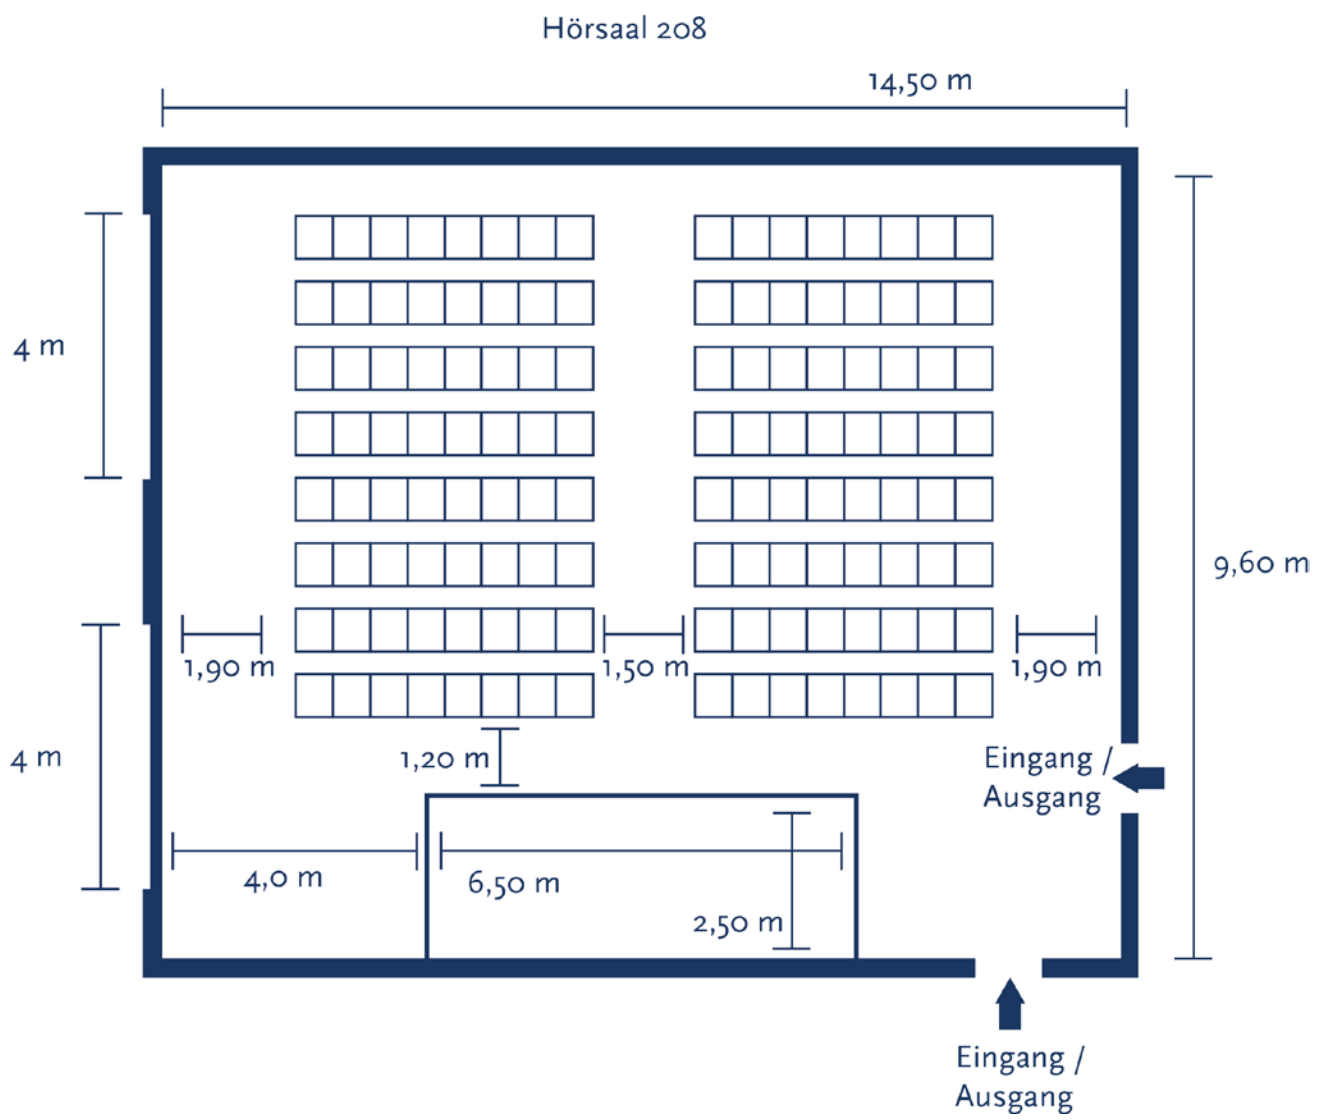 Hörsaal 208
14,50 m
4 m
9,60 m
1,90 m
1,50 m
1,90 m
1,20 m
4 m
Eingang /
Ausgang
4,0 m
6,50 m
2,50 m
Eingang /
Ausgang